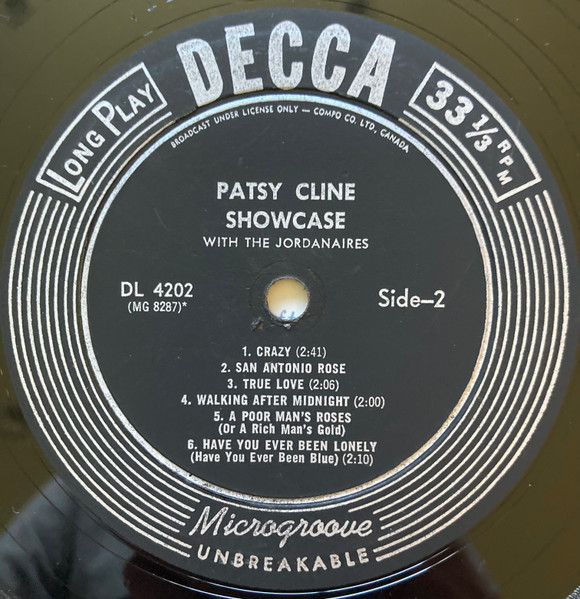 DECCA
LONG PLAY
33 1/3 RPM
BROADCAST UNDER LICENSE ONLY — COMPO CO. LTD, CANADA
PATSY CLINE
SHOWCASE
WITH THE JORDANAIRES
DL 4202
(MG 8287)*
Side–2
1. CRAZY (2:41)
2. SAN ANTONIO ROSE
3. TRUE LOVE (2:06)
4. WALKING AFTER MIDNIGHT (2:00)
5. A POOR MAN'S ROSES
(Or A Rich Man's Gold)
6. HAVE YOU EVER BEEN LONELY
(Have You Ever Been Blue) (2:10)
Microgroove
UNBREAKABLE